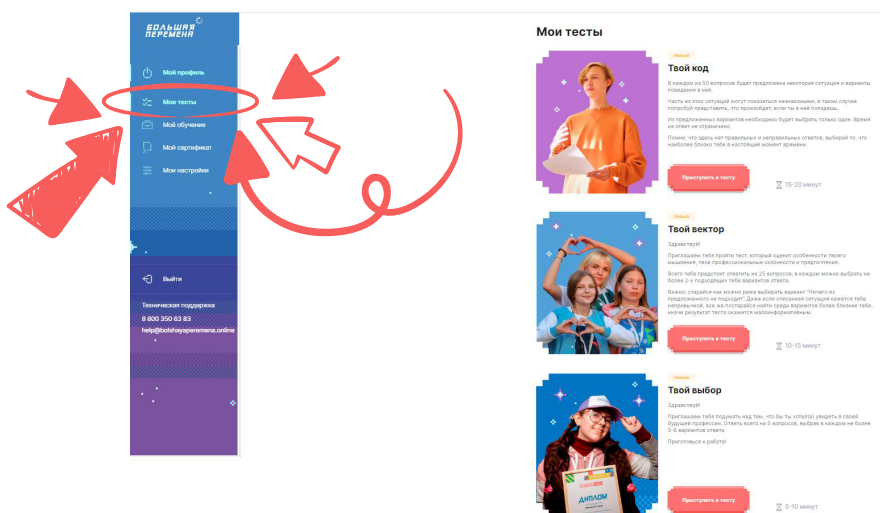 БОЛЬШАЯ
ПЕРЕМЕНА
Мой профиль
Мои тесты
Мой обучение
Мой сертификат
Мои настройки
Выйти
Техническая поддержка
8 800 350 63 83
help@bolshayaperemena.online
Мои тесты
Новый
Твой код
В каждом из 50 вопросов будет предложена некоторая ситуация и варианты
поведения в ней.
Часть из этих ситуаций могут показаться незнакомыми, в таком случае
попробуй представить, что произойдет, если ты в неё попадешь.
Из предложенных вариантов необходимо будет выбрать только один. Время
на ответ не ограничено.
Помни, что здесь нет правильных и неправильных ответов, выбирай то, что
наиболее близко тебе в настоящий момент времени.
Приступить к тесту
15-20 минут
Новый
Твой вектор
Здравствуй!
Приглашаем тебя пройти тест, который оценит особенности твоего
мышления, твои профессиональные склонности и предпочтения.
Всего тебе предстоит ответить на 25 вопросов, в каждом можно выбрать не
более 2-х подходящих тебе вариантов ответа.
Важно: старайся как можно реже выбирать вариант "Ничего из
предложенного не подходит". Даже если описанная ситуация кажется тебе
непривычной, все же постарайся найти среди вариантов более близкие тебе,
иначе результат теста окажется малоинформативным.
Приступить к тесту
10-15 минут
Новый
Твой выбор
Здравствуй!
Приглашаем тебя подумать над тем, что бы ты хотел(а) увидеть в своей
будущей профессии. Ответь всего на 5 вопросов, выбрав в каждом не более
5-6 вариантов ответа.
Приготовься к работе!
ДИПЛОМ
Приступить к тесту
5-10 минут